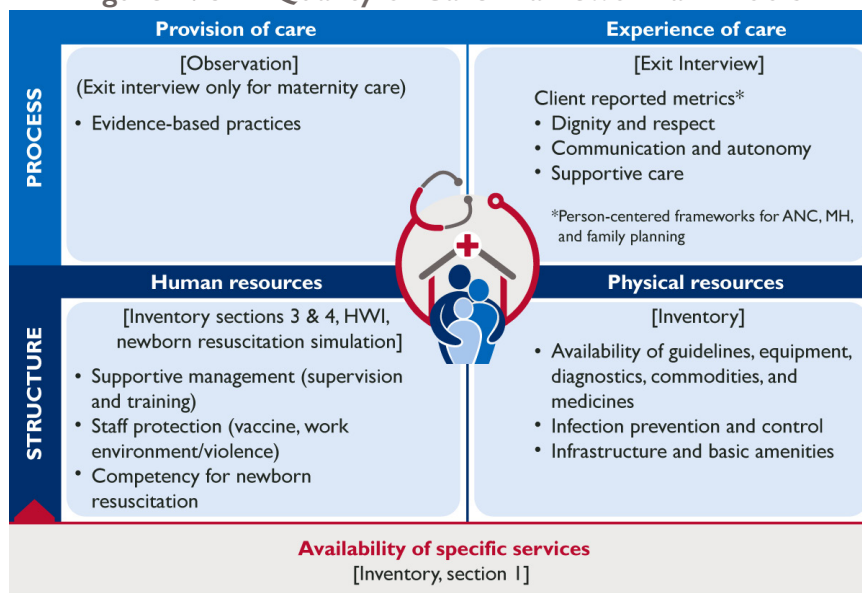 Provision of care
Experience of care
PROCESS
[Observation]
(Exit interview only for maternity care)
• Evidence-based practices
[Exit Interview]
Client reported metrics*
• Dignity and respect
• Communication and autonomy
• Supportive care
*Person-centered frameworks for ANC, MH,
and family planning
Human resources
Physical resources
STRUCTURE
[Inventory sections 3 & 4, HWI,
newborn resuscitation simulation]
• Supportive management (supervision
and training)
• Staff protection (vaccine, work
environment/violence)
• Competency for newborn
resuscitation
[Inventory]
• Availability of guidelines, equipment,
diagnostics, commodities, and
medicines
• Infection prevention and control
• Infrastructure and basic amenities
Availability of specific services
[Inventory, section 1]